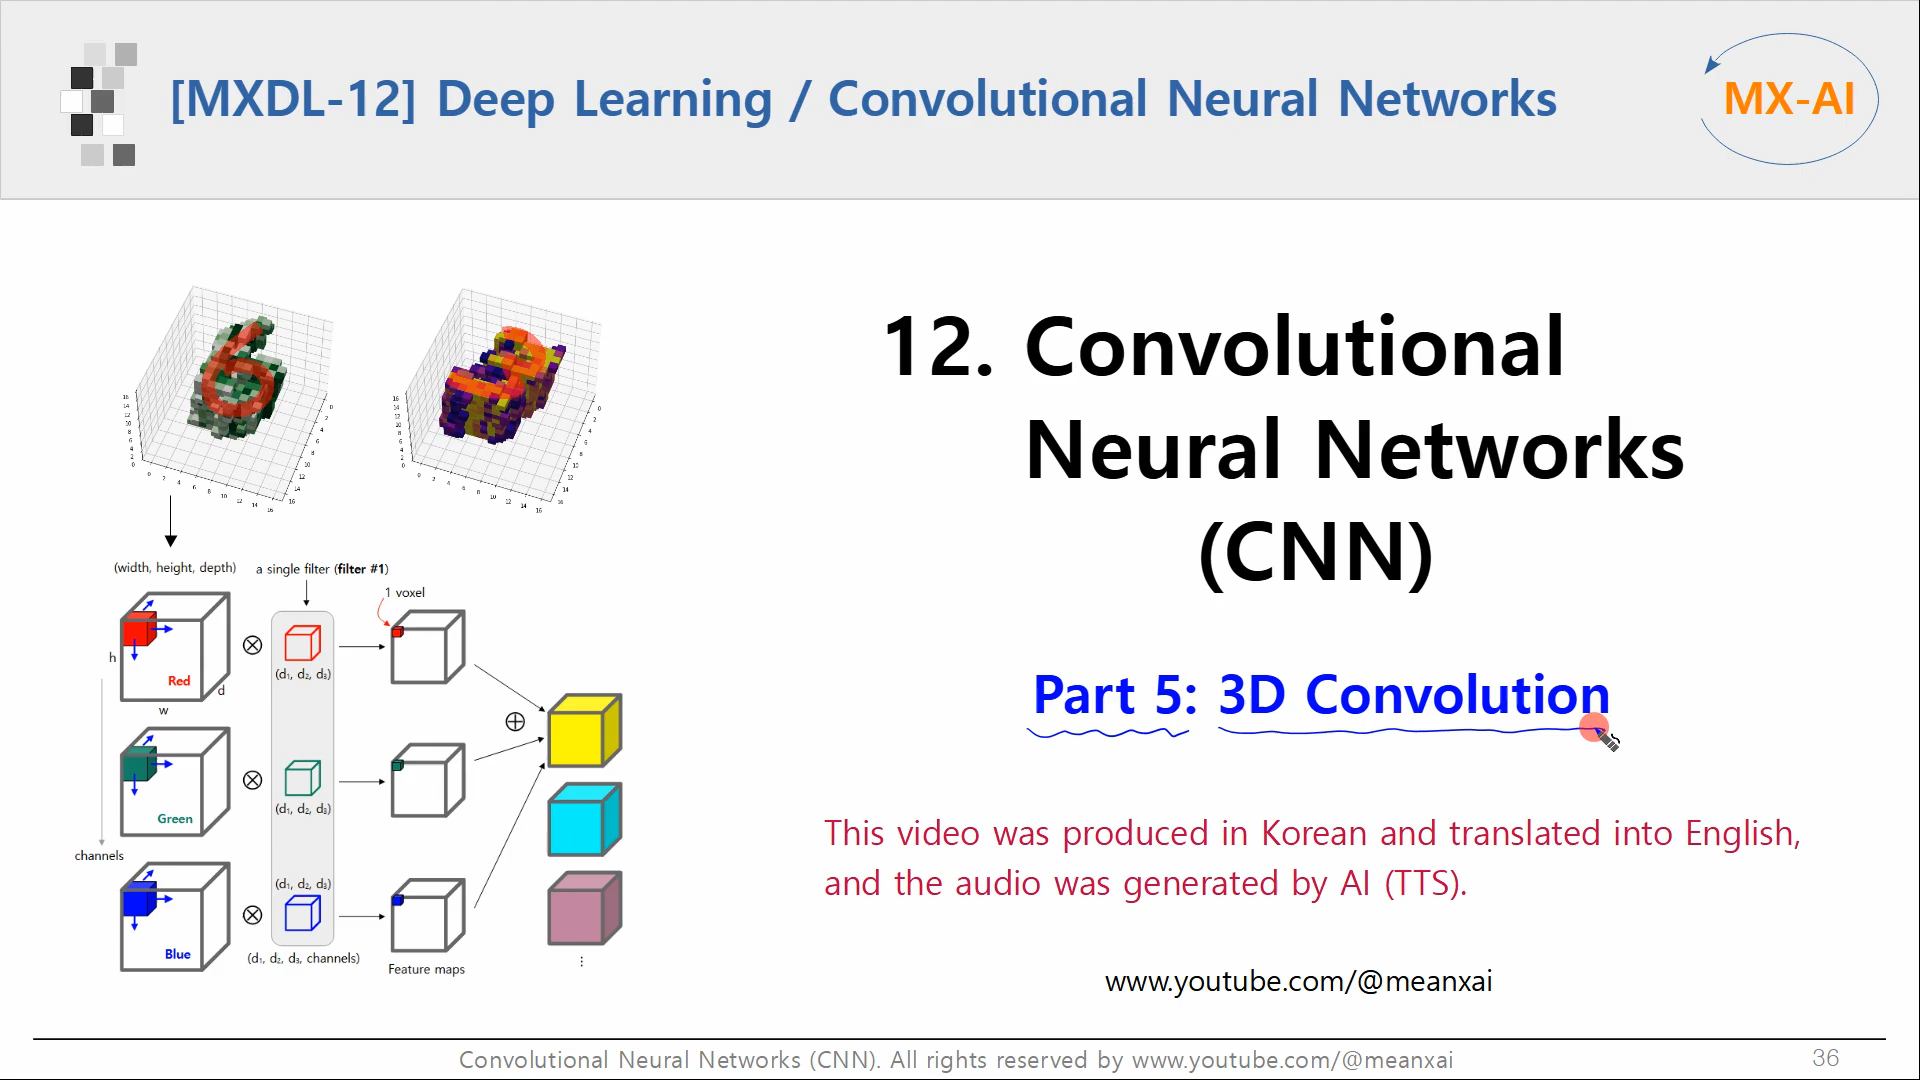 [MXDL-12] Deep Learning / Convolutional Neural Networks
MX-AI
12. Convolutional
Neural Networks
(CNN)
Part 5: 3D Convolution
This video was produced in Korean and translated into English,
and the audio was generated by AI (TTS).
www.youtube.com/@meanxai
(width, height, depth)
a single filter (filter #1)
1 voxel
h
Red
d
w
(d₁, d₂, d₃)
Green
(d₁, d₂, d₃)
channels
(d₁, d₂, d₃)
Blue
(d₁, d₂, d₃, channels)
Feature maps
⋮
Convolutional Neural Networks (CNN). All rights reserved by www.youtube.com/@meanxai
36